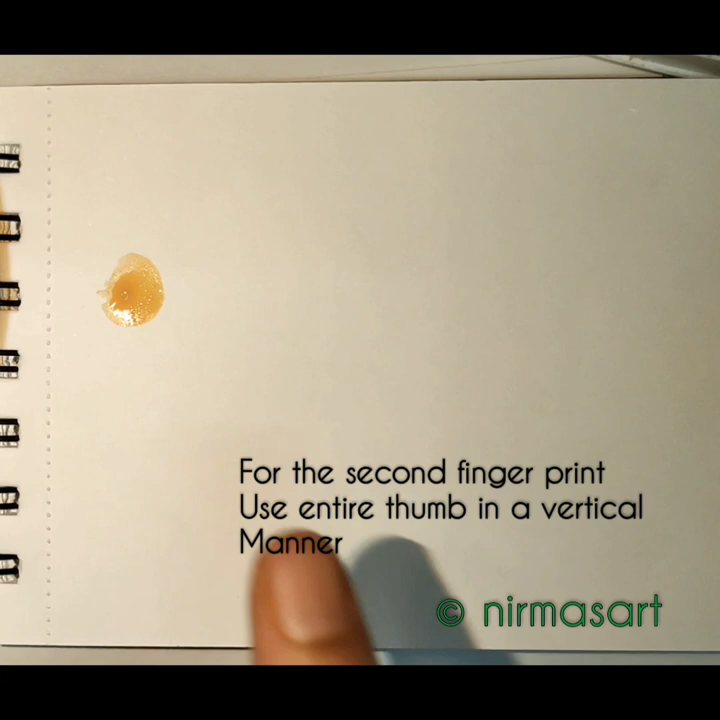 For the second finger print
Use entire thumb in a vertical
Manner
© nirmasart